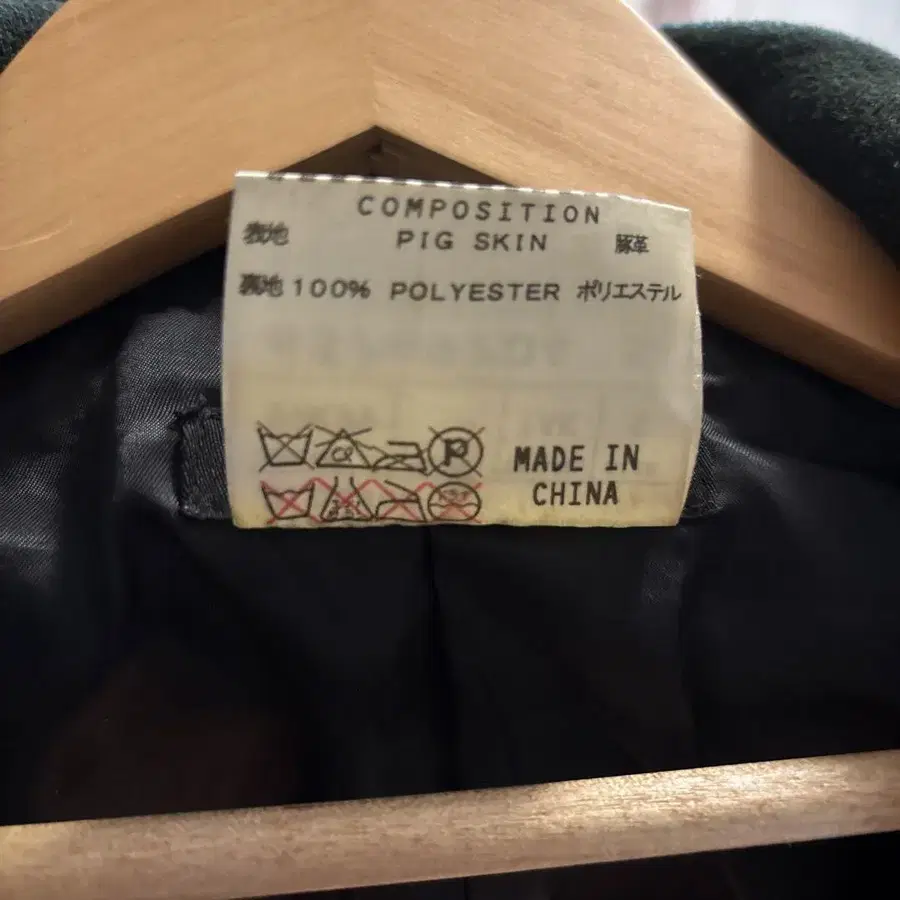 COMPOSITION
表地 PIG SKIN 豚革
裏地 100% POLYESTER ポリエステル
P
MADE IN
CHINA